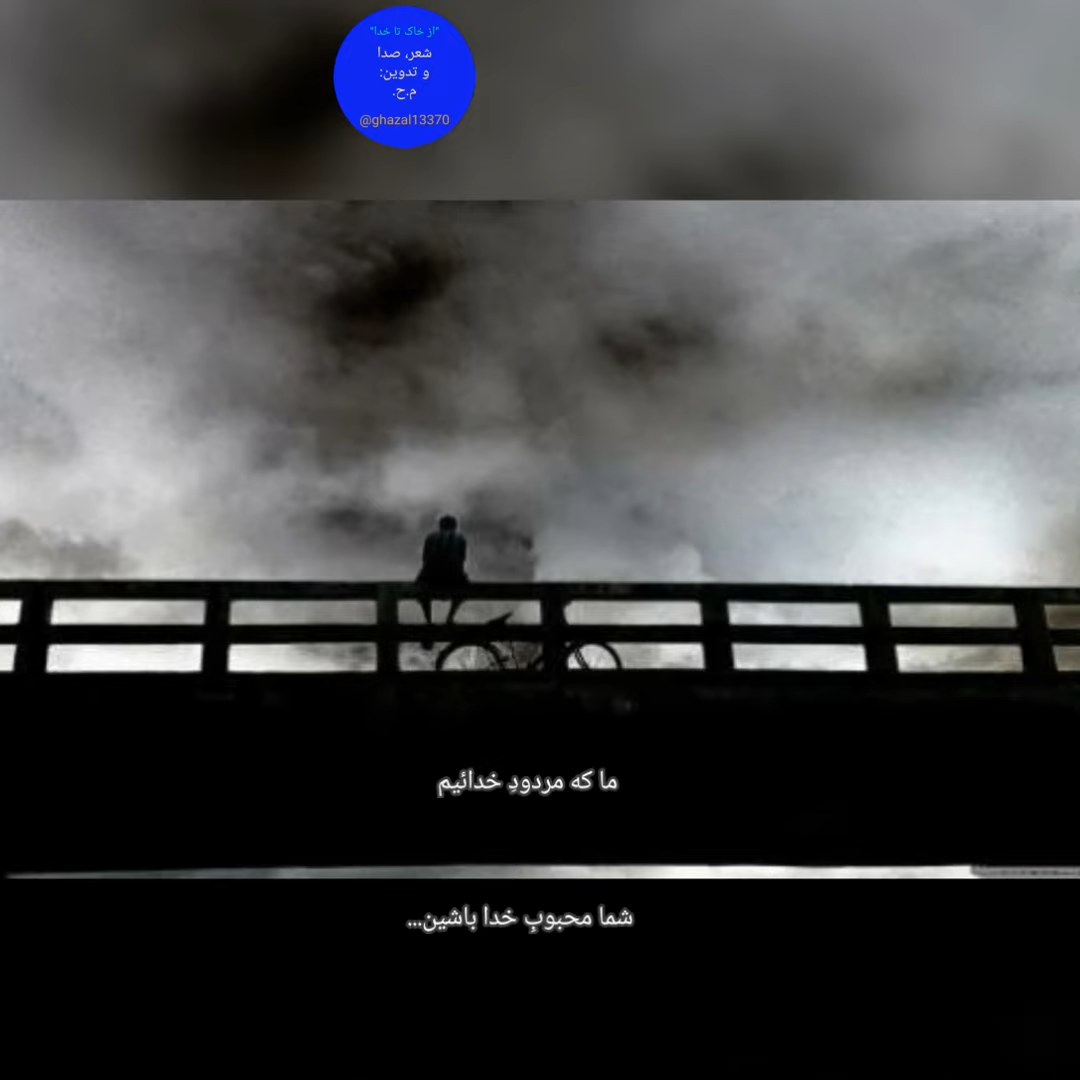 "از خاک تا خدا"
شعر، صدا
و تدوین:
م.ح.
@ghazal13370
ما که مردودِ خدائیم
شما محبوبِ خدا باشین...